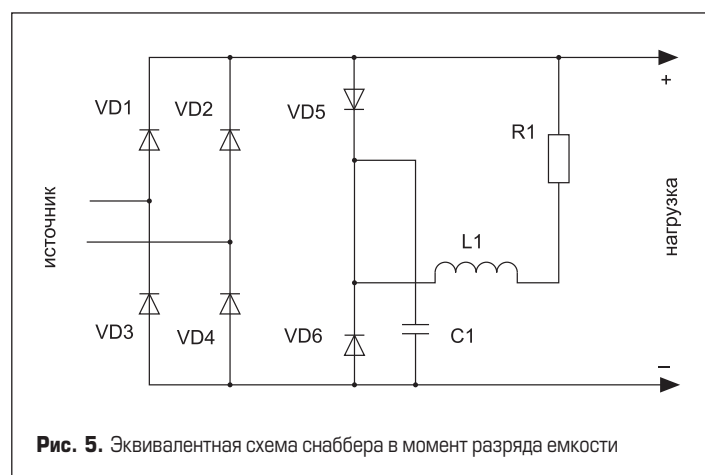 VD1
VD2
VD5
R1
+
источник
L1
нагрузка
VD3
VD4
VD6
C1
–
Рис. 5. Эквивалентная схема снаббера в момент разряда емкости